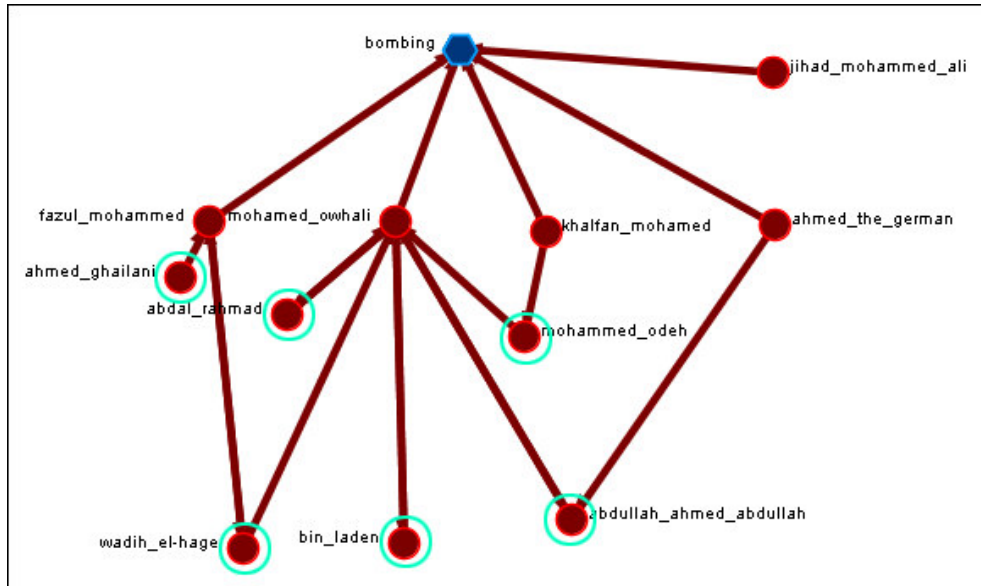 bombing
jihad_mohammed_ali
fazul_mohammed
mohamed_owhali
khalfan_mohamed
ahmed_the_german
ahmed_ghailani
abdal_rahmad
mohammed_odeh
abdullah_ahmed_abdullah
bin_laden
wadih_el-hage